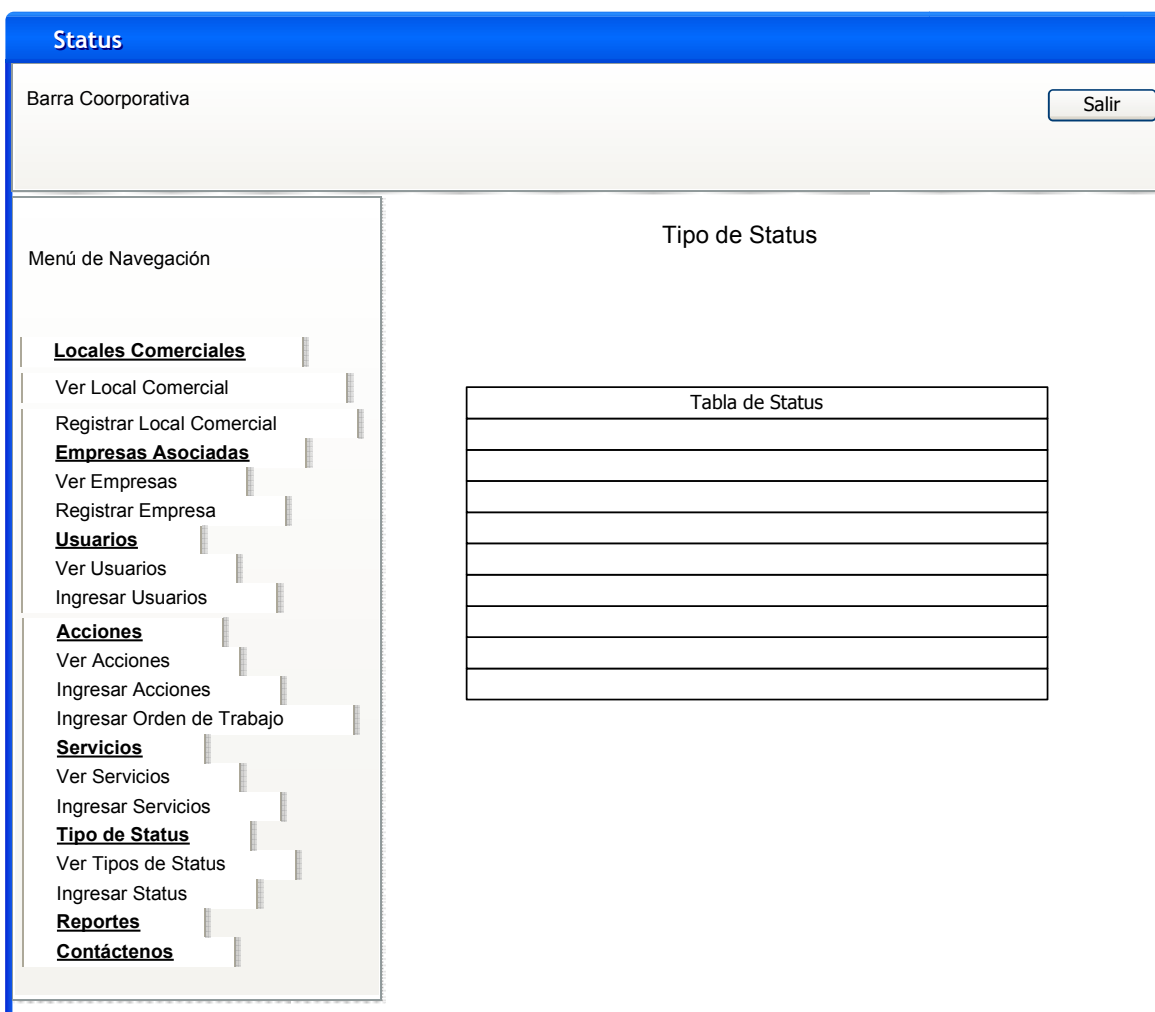 Status
Barra Coorporativa
Salir
Menú de Navegación
Locales Comerciales
Ver Local Comercial
Registrar Local Comercial
Empresas Asociadas
Ver Empresas
Registrar Empresa
Usuarios
Ver Usuarios
Ingresar Usuarios
Acciones
Ver Acciones
Ingresar Acciones
Ingresar Orden de Trabajo
Servicios
Ver Servicios
Ingresar Servicios
Tipo de Status
Ver Tipos de Status
Ingresar Status
Reportes
Contáctenos
Tipo de Status
Tabla de Status